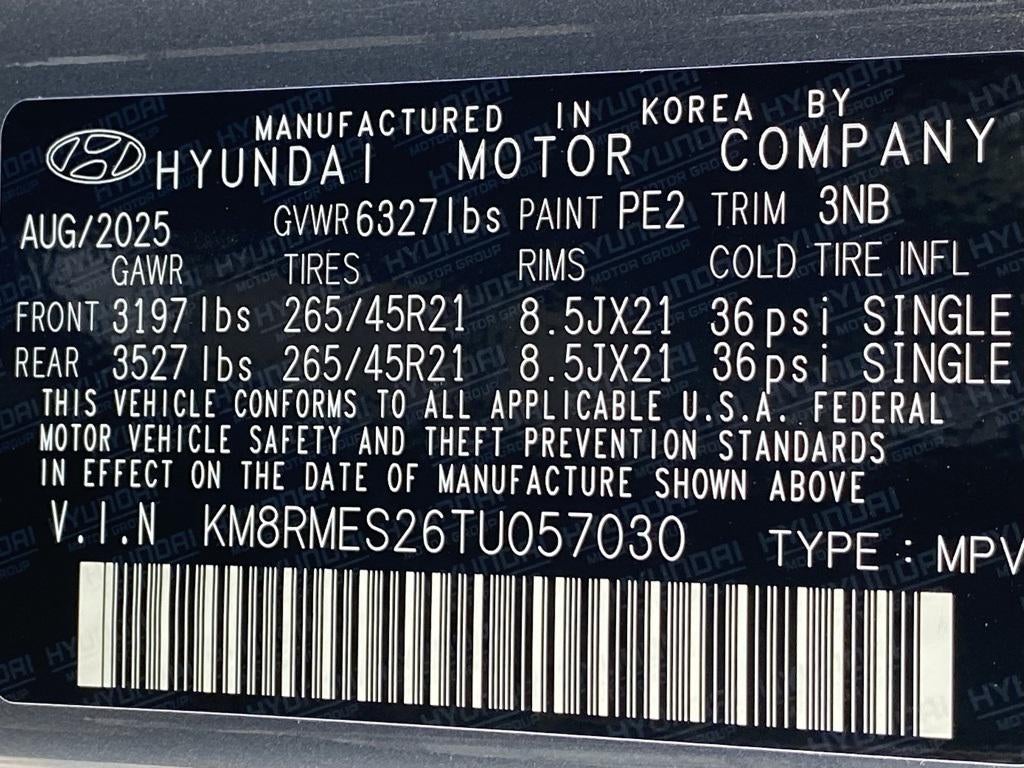 MANUFACTURED IN KOREA BY
HYUNDAI MOTOR COMPANY
AUG/2025 GVWR 6327lbs PAINT PE2 TRIM 3NB
GAWR TIRES RIMS COLD TIRE INFL
FRONT 3197lbs 265/45R21 8.5JX21 36psi SINGLE
REAR 3527lbs 265/45R21 8.5JX21 36psi SINGLE
THIS VEHICLE CONFORMS TO ALL APPLICABLE U.S.A. FEDERAL
MOTOR VEHICLE SAFETY AND THEFT PREVENTION STANDARDS
IN EFFECT ON THE DATE OF MANUFACTURE SHOWN ABOVE
V.I.N KM8RMES26TU057030 TYPE : MPV